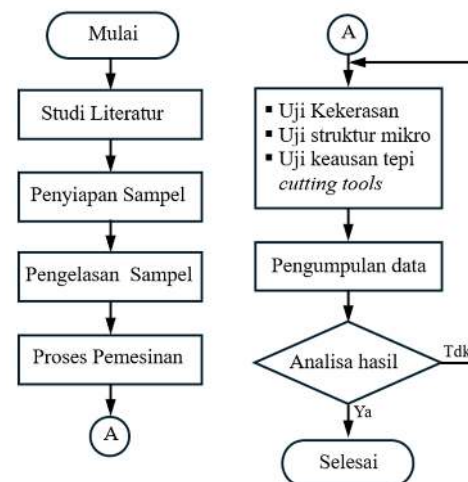 Mulai
Studi Literatur
Penyiapan Sampel
Pengelasan Sampel
Proses Pemesinan
A
A
▪ Uji Kekerasan
▪ Uji struktur mikro
▪ Uji keausan tepi
cutting tools
Pengumpulan data
Analisa hasil
Tdk
Ya
Selesai